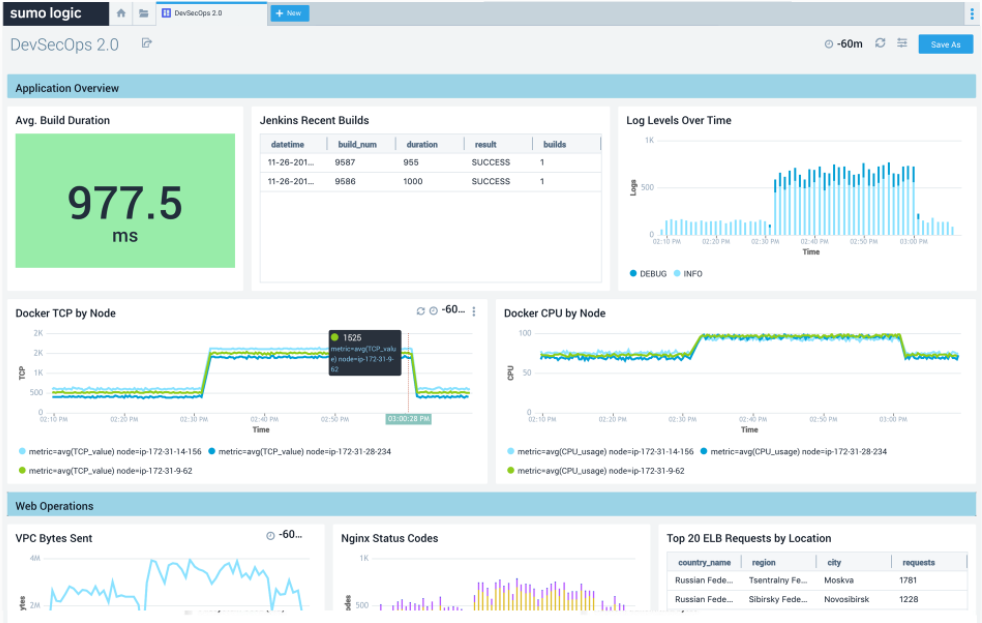 sumo logic
DevSecOps 2.0
+ New
DevSecOps 2.0
-60m
Save As
Application Overview
Avg. Build Duration
977.5
ms
Jenkins Recent Builds
datetime build_num duration result builds
11-26-201... 9587 955 SUCCESS 1
11-26-201... 9586 1000 SUCCESS 1
Log Levels Over Time
1K
500
0
Logs
02:10 PM 02:20 PM 02:30 PM 02:40 PM 02:50 PM 03:00 PM
Time
DEBUG INFO
Docker TCP by Node
-60...
2K
2K
1K
500
0
TCP
1525
metric=avg(TCP_valu
e) node=ip-172-31-9-
62
02:10 PM 02:20 PM 02:30 PM 02:40 PM 02:50 PM 03:00:28 PM
Time
metric=avg(TCP_value) node=ip-172-31-14-156 metric=avg(TCP_value) node=ip-172-31-28-234
metric=avg(TCP_value) node=ip-172-31-9-62
Docker CPU by Node
100
50
0
CPU
02:10 PM 02:20 PM 02:30 PM 02:40 PM 02:50 PM 03:00 PM
Time
metric=avg(CPU_usage) node=ip-172-31-14-156 metric=avg(CPU_usage) node=ip-172-31-28-234
metric=avg(CPU_usage) node=ip-172-31-9-62
Web Operations
VPC Bytes Sent
-60...
4M
2M
Nginx Status Codes
1K
500
Top 20 ELB Requests by Location
country_name region city requests
Russian Fede... Tsentralny Fe... Moskva 1781
Russian Fede... Sibirsky Fede... Novosibirsk 1228